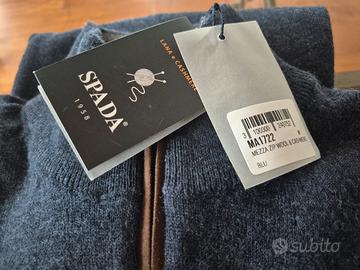 LANA e CASHMERE
SPADA
1958
MA1722
MEZZA ZIP WOOL & CASHMERE
BLU
subito